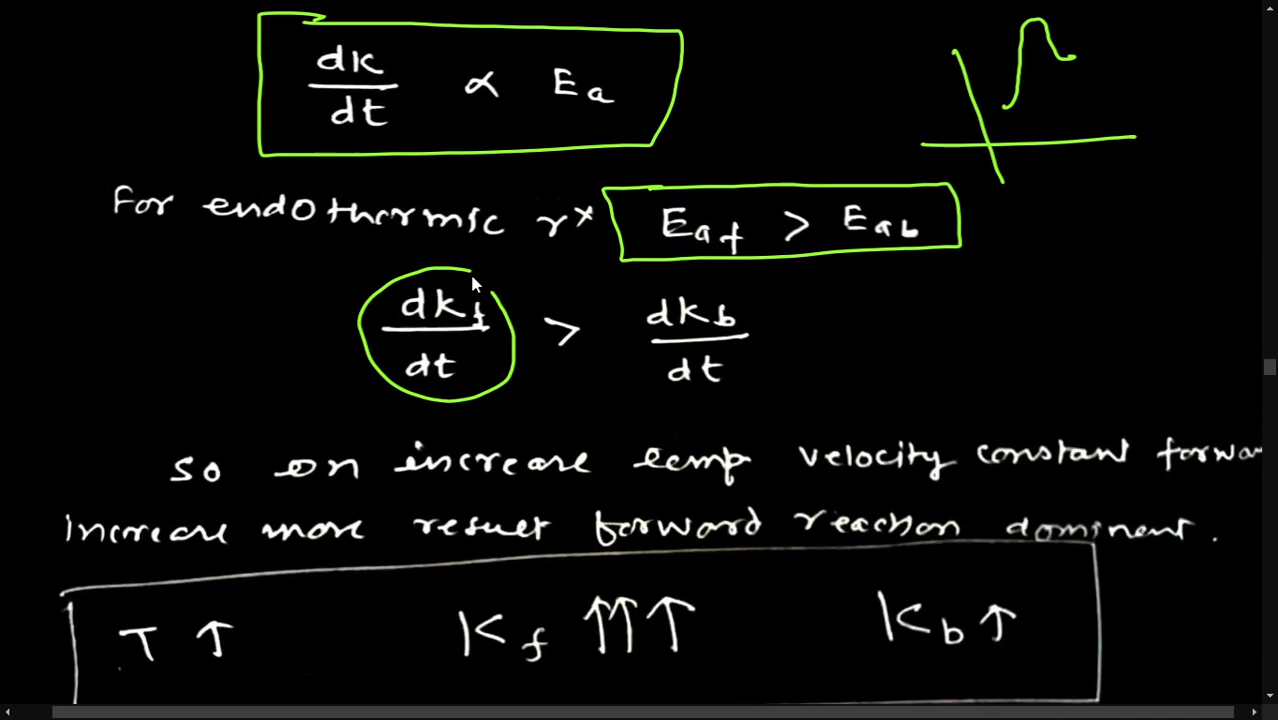 dk/dt ∝ Ea
For endothermic rx Eaf > Eab
dkf/dt > dkb/dt
So on increase temp velocity constant forwa
increase more result forward reaction dominent.
T ↑ Kf ↑↑↑ Kb ↑